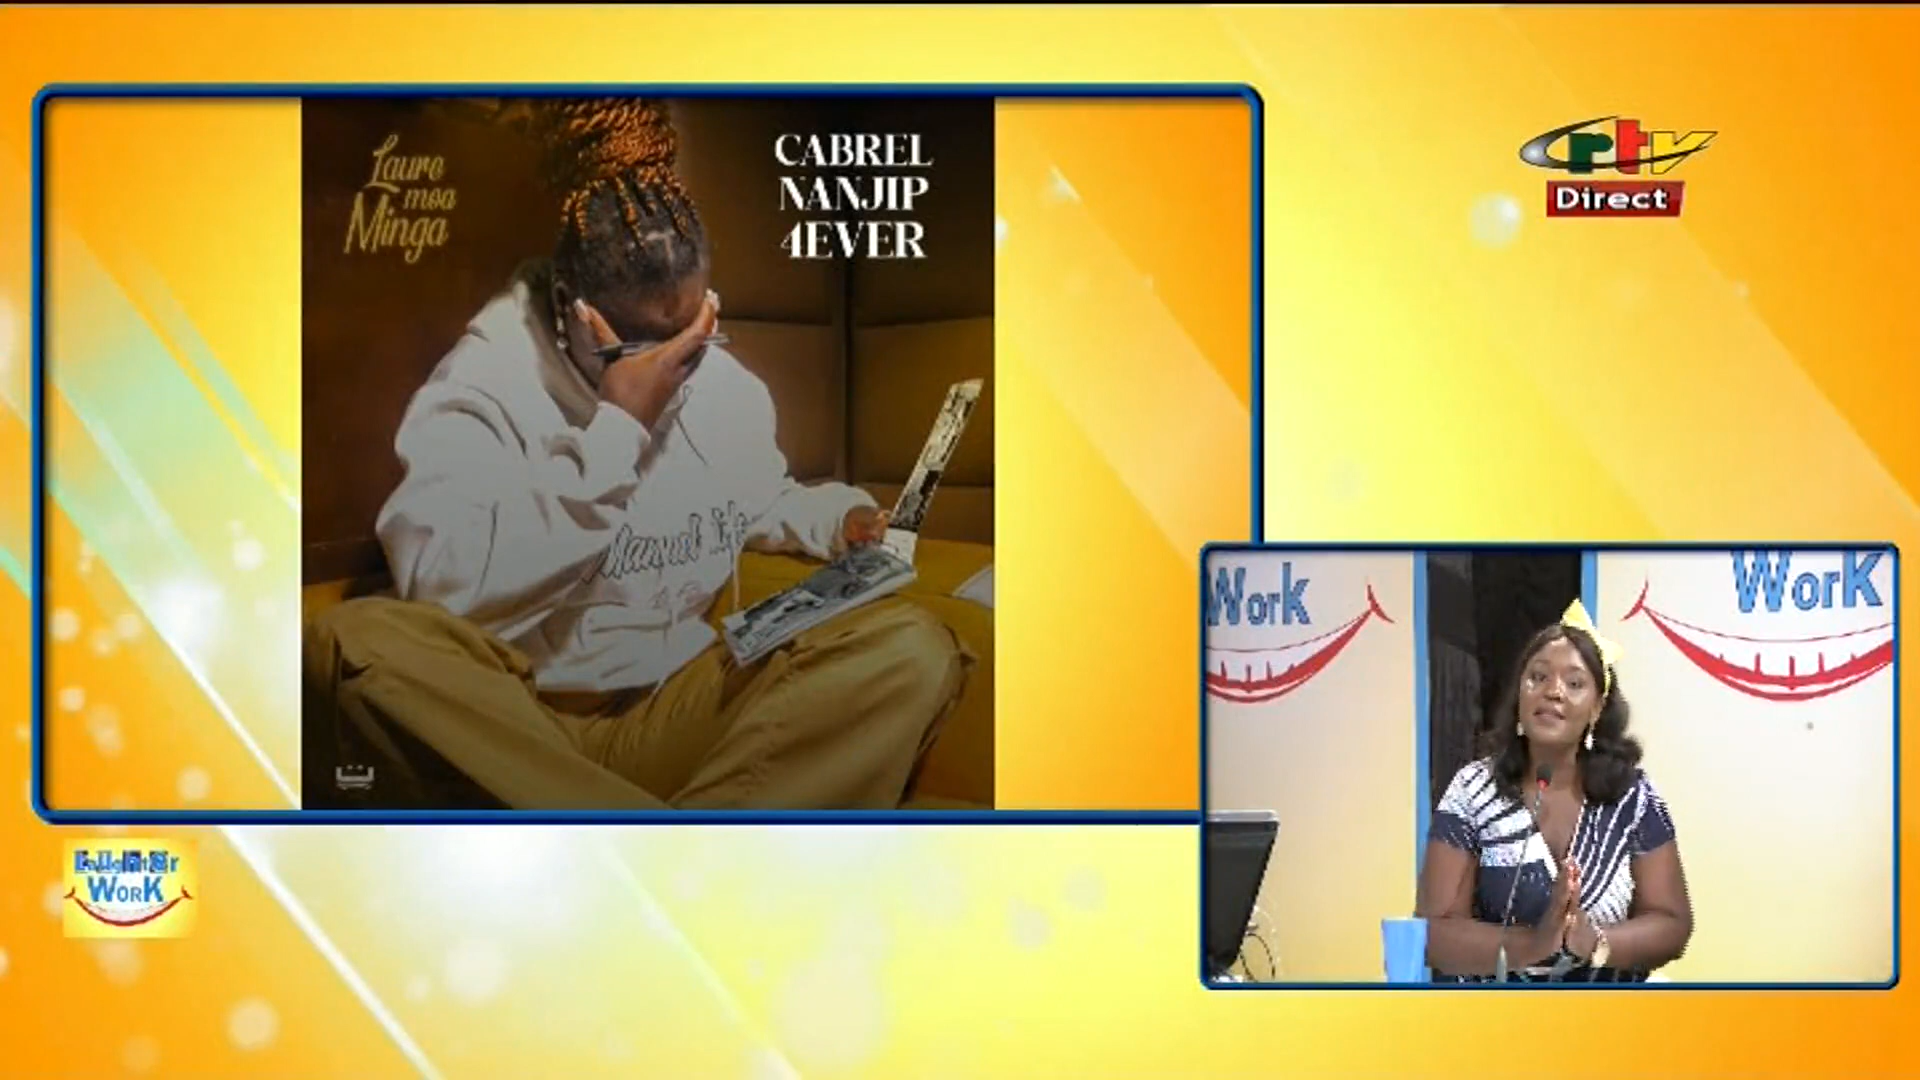 Laure
moa
Minga
CABREL
NANJIP
4EVER
crtv
Direct
WorK
WorK
WorK